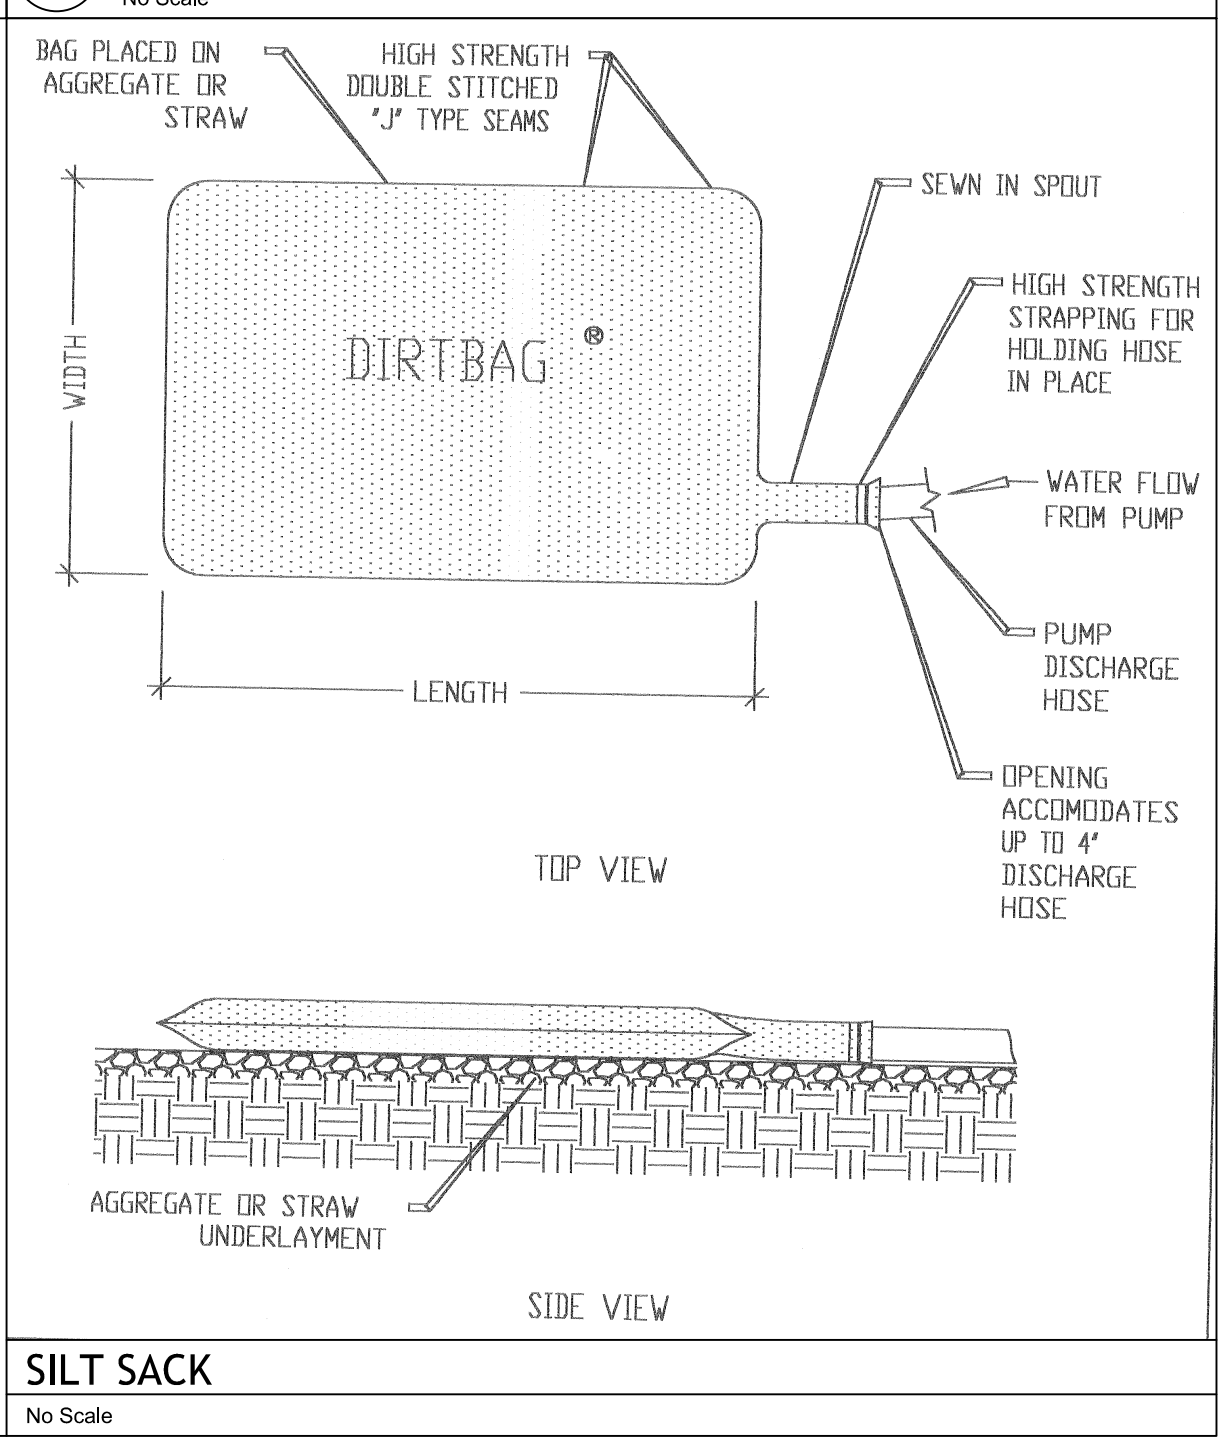 No Scale
BAG PLACED ON
AGGREGATE OR
STRAW
HIGH STRENGTH
DOUBLE STITCHED
"J" TYPE SEAMS
SEWN IN SPOUT
HIGH STRENGTH
STRAPPING FOR
HOLDING HOSE
IN PLACE
WIDTH
DIRTBAG ®
WATER FLOW
FROM PUMP
PUMP
DISCHARGE
HOSE
LENGTH
OPENING
ACCOMODATES
UP TO 4"
DISCHARGE
HOSE
TOP VIEW
AGGREGATE OR STRAW
UNDERLAYMENT
SIDE VIEW
SILT SACK
No Scale